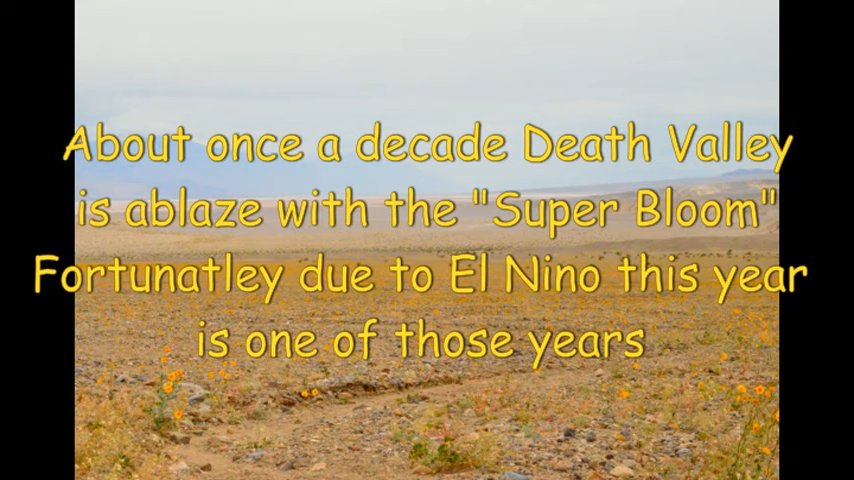 About once a decade Death Valley
is ablaze with the "Super Bloom"
Fortunatley due to El Nino this year
is one of those years